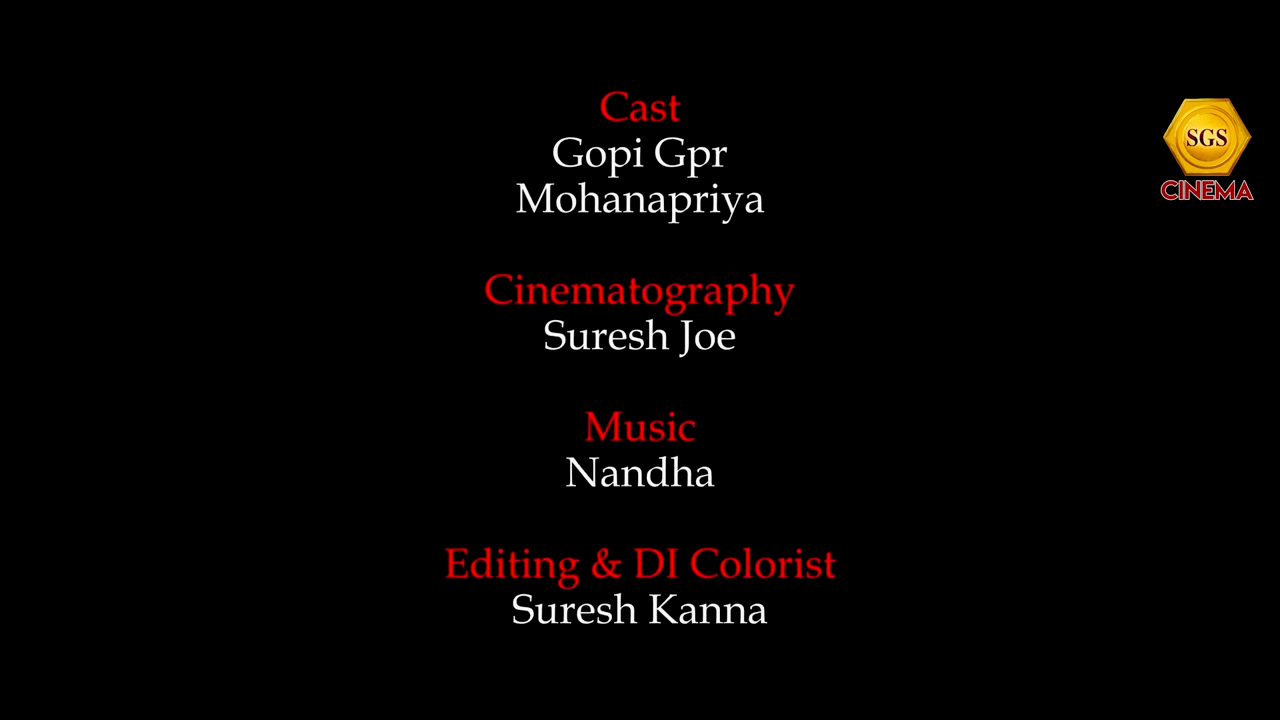 Cast
Gopi Gpr
Mohanapriya
Cinematography
Suresh Joe
Music
Nandha
Editing & DI Colorist
Suresh Kanna
SGS
CINEMA